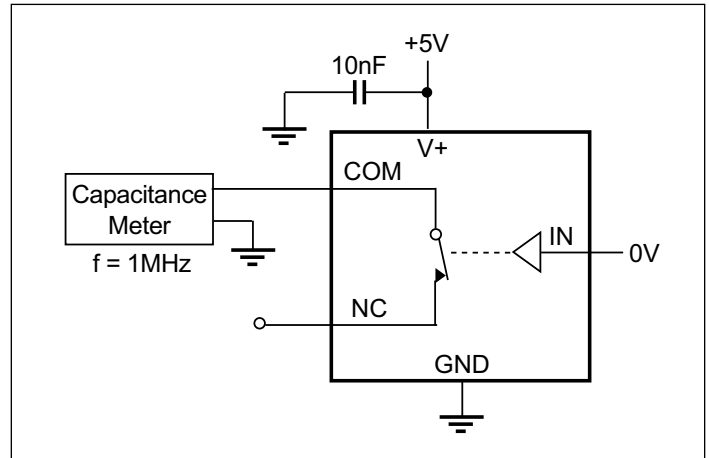 +5V
10nF
V+
COM
Capacitance
Meter
IN
0V
f = 1MHz
NC
GND